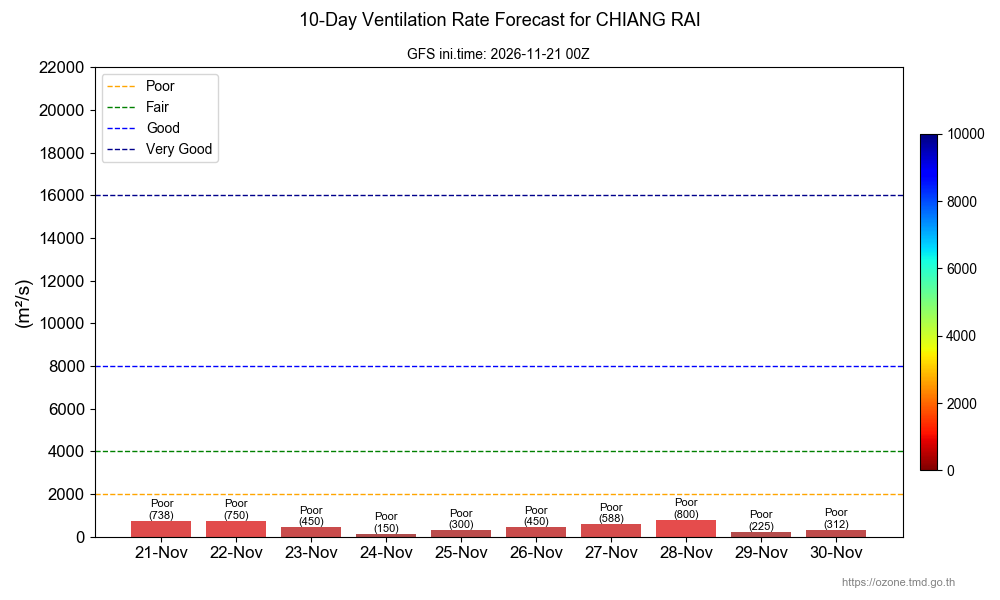 10-Day Ventilation Rate Forecast for CHIANG RAI
GFS ini.time: 2026-11-21 00Z
22000
20000
18000
16000
14000
12000
10000
8000
6000
4000
2000
0
(m²/s)
Poor
Fair
Good
Very Good
Poor
(738)
Poor
(750)
Poor
(450)
Poor
(150)
Poor
(300)
Poor
(450)
Poor
(588)
Poor
(800)
Poor
(225)
Poor
(312)
21-Nov 22-Nov 23-Nov 24-Nov 25-Nov 26-Nov 27-Nov 28-Nov 29-Nov 30-Nov
10000
8000
6000
4000
2000
0
https://ozone.tmd.go.th